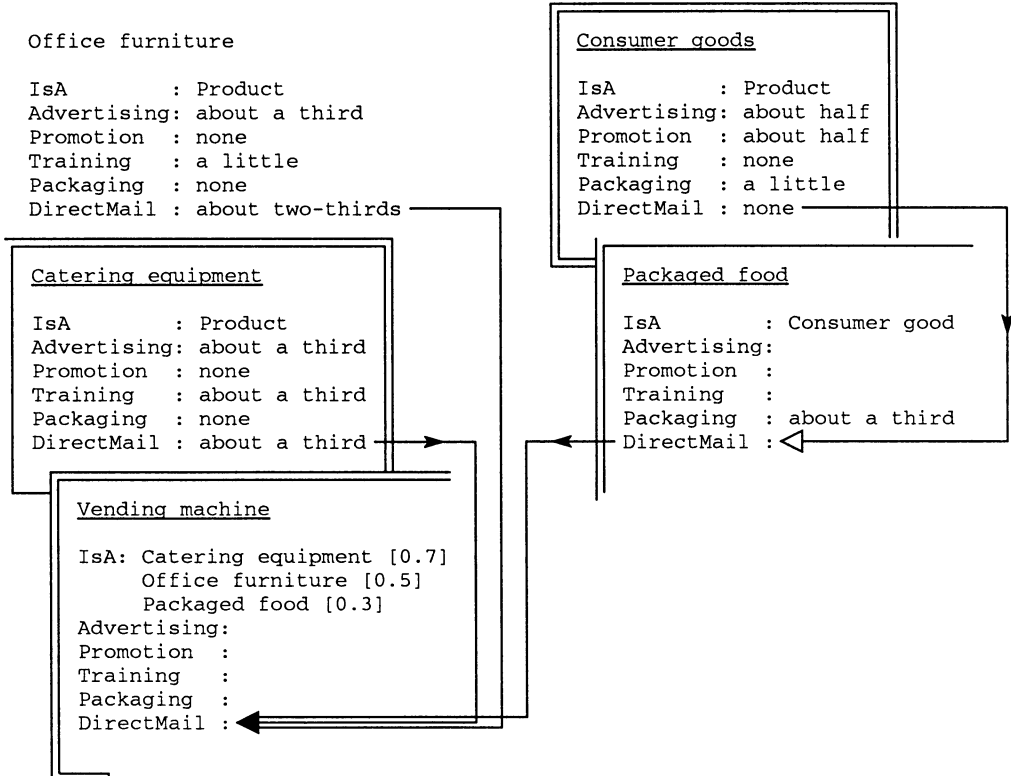 Office furniture
IsA : Product
Advertising: about a third
Promotion : none
Training : a little
Packaging : none
DirectMail : about two-thirds
Consumer goods
IsA : Product
Advertising: about half
Promotion : about half
Training : none
Packaging : a little
DirectMail : none
Catering equipment
IsA : Product
Advertising: about a third
Promotion : none
Training : about a third
Packaging : none
DirectMail : about a third
Packaged food
IsA : Consumer good
Advertising:
Promotion :
Training :
Packaging : about a third
DirectMail :
Vending machine
IsA: Catering equipment [0.7]
Office furniture [0.5]
Packaged food [0.3]
Advertising:
Promotion :
Training :
Packaging :
DirectMail :